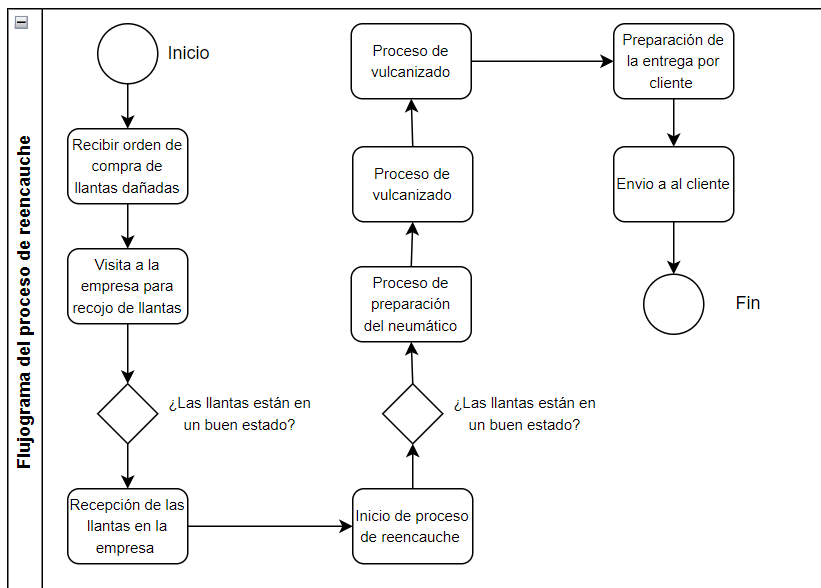 Flujograma del proceso de reencauche
Inicio
Recibir orden de
compra de
llantas dañadas
Visita a la
empresa para
recojo de llantas
¿Las llantas están en
un buen estado?
Recepción de las
llantas en la
empresa
Inicio de proceso
de reencauche
¿Las llantas están en
un buen estado?
Proceso de
preparación
del neumático
Proceso de
vulcanizado
Proceso de
vulcanizado
Preparación de
la entrega por
cliente
Envio a al cliente
Fin